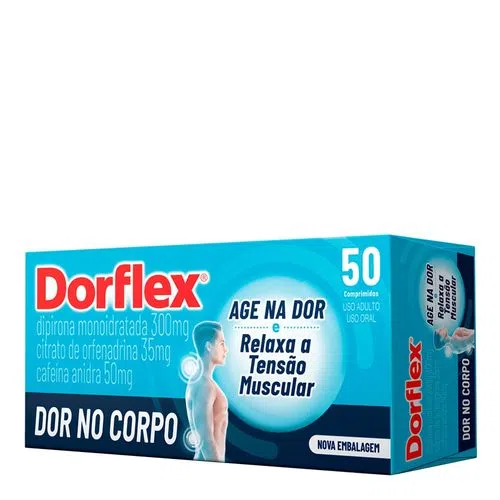 Dorflex®
dipirona monoidratada 300mg
citrato de orfenadrina 35mg
cafeína anidra 50mg
DOR NO CORPO
AGE NA DOR
e
Relaxa a
Tensão
Muscular
50
Comprimidos
USO ADULTO
USO ORAL
NOVA EMBALAGEM
AGE NA DOR
e
Relaxa a
Tensão
Muscular
Dorflex®
DOR NO CORPO